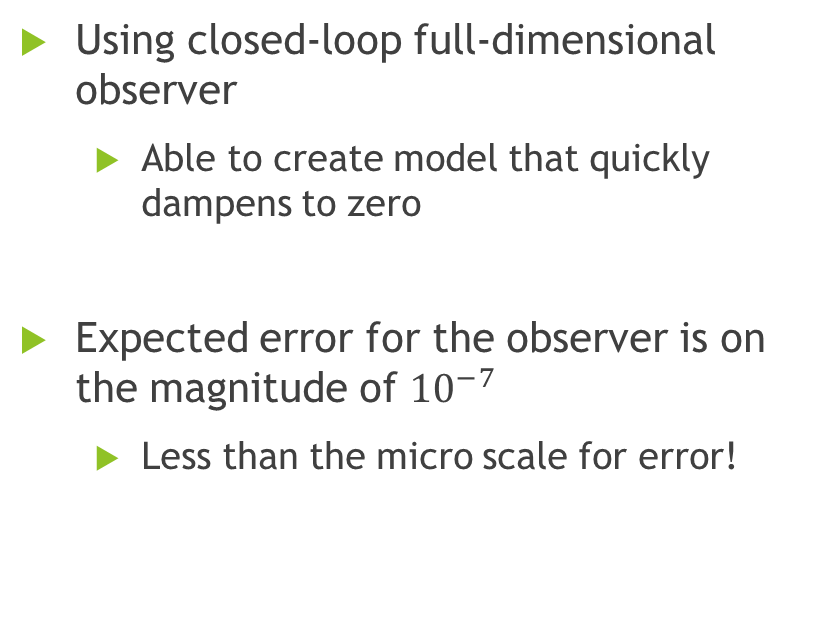 Using closed-loop full-dimensional
observer
Able to create model that quickly
dampens to zero
Expected error for the observer is on
the magnitude of 10⁻⁷
Less than the micro scale for error!